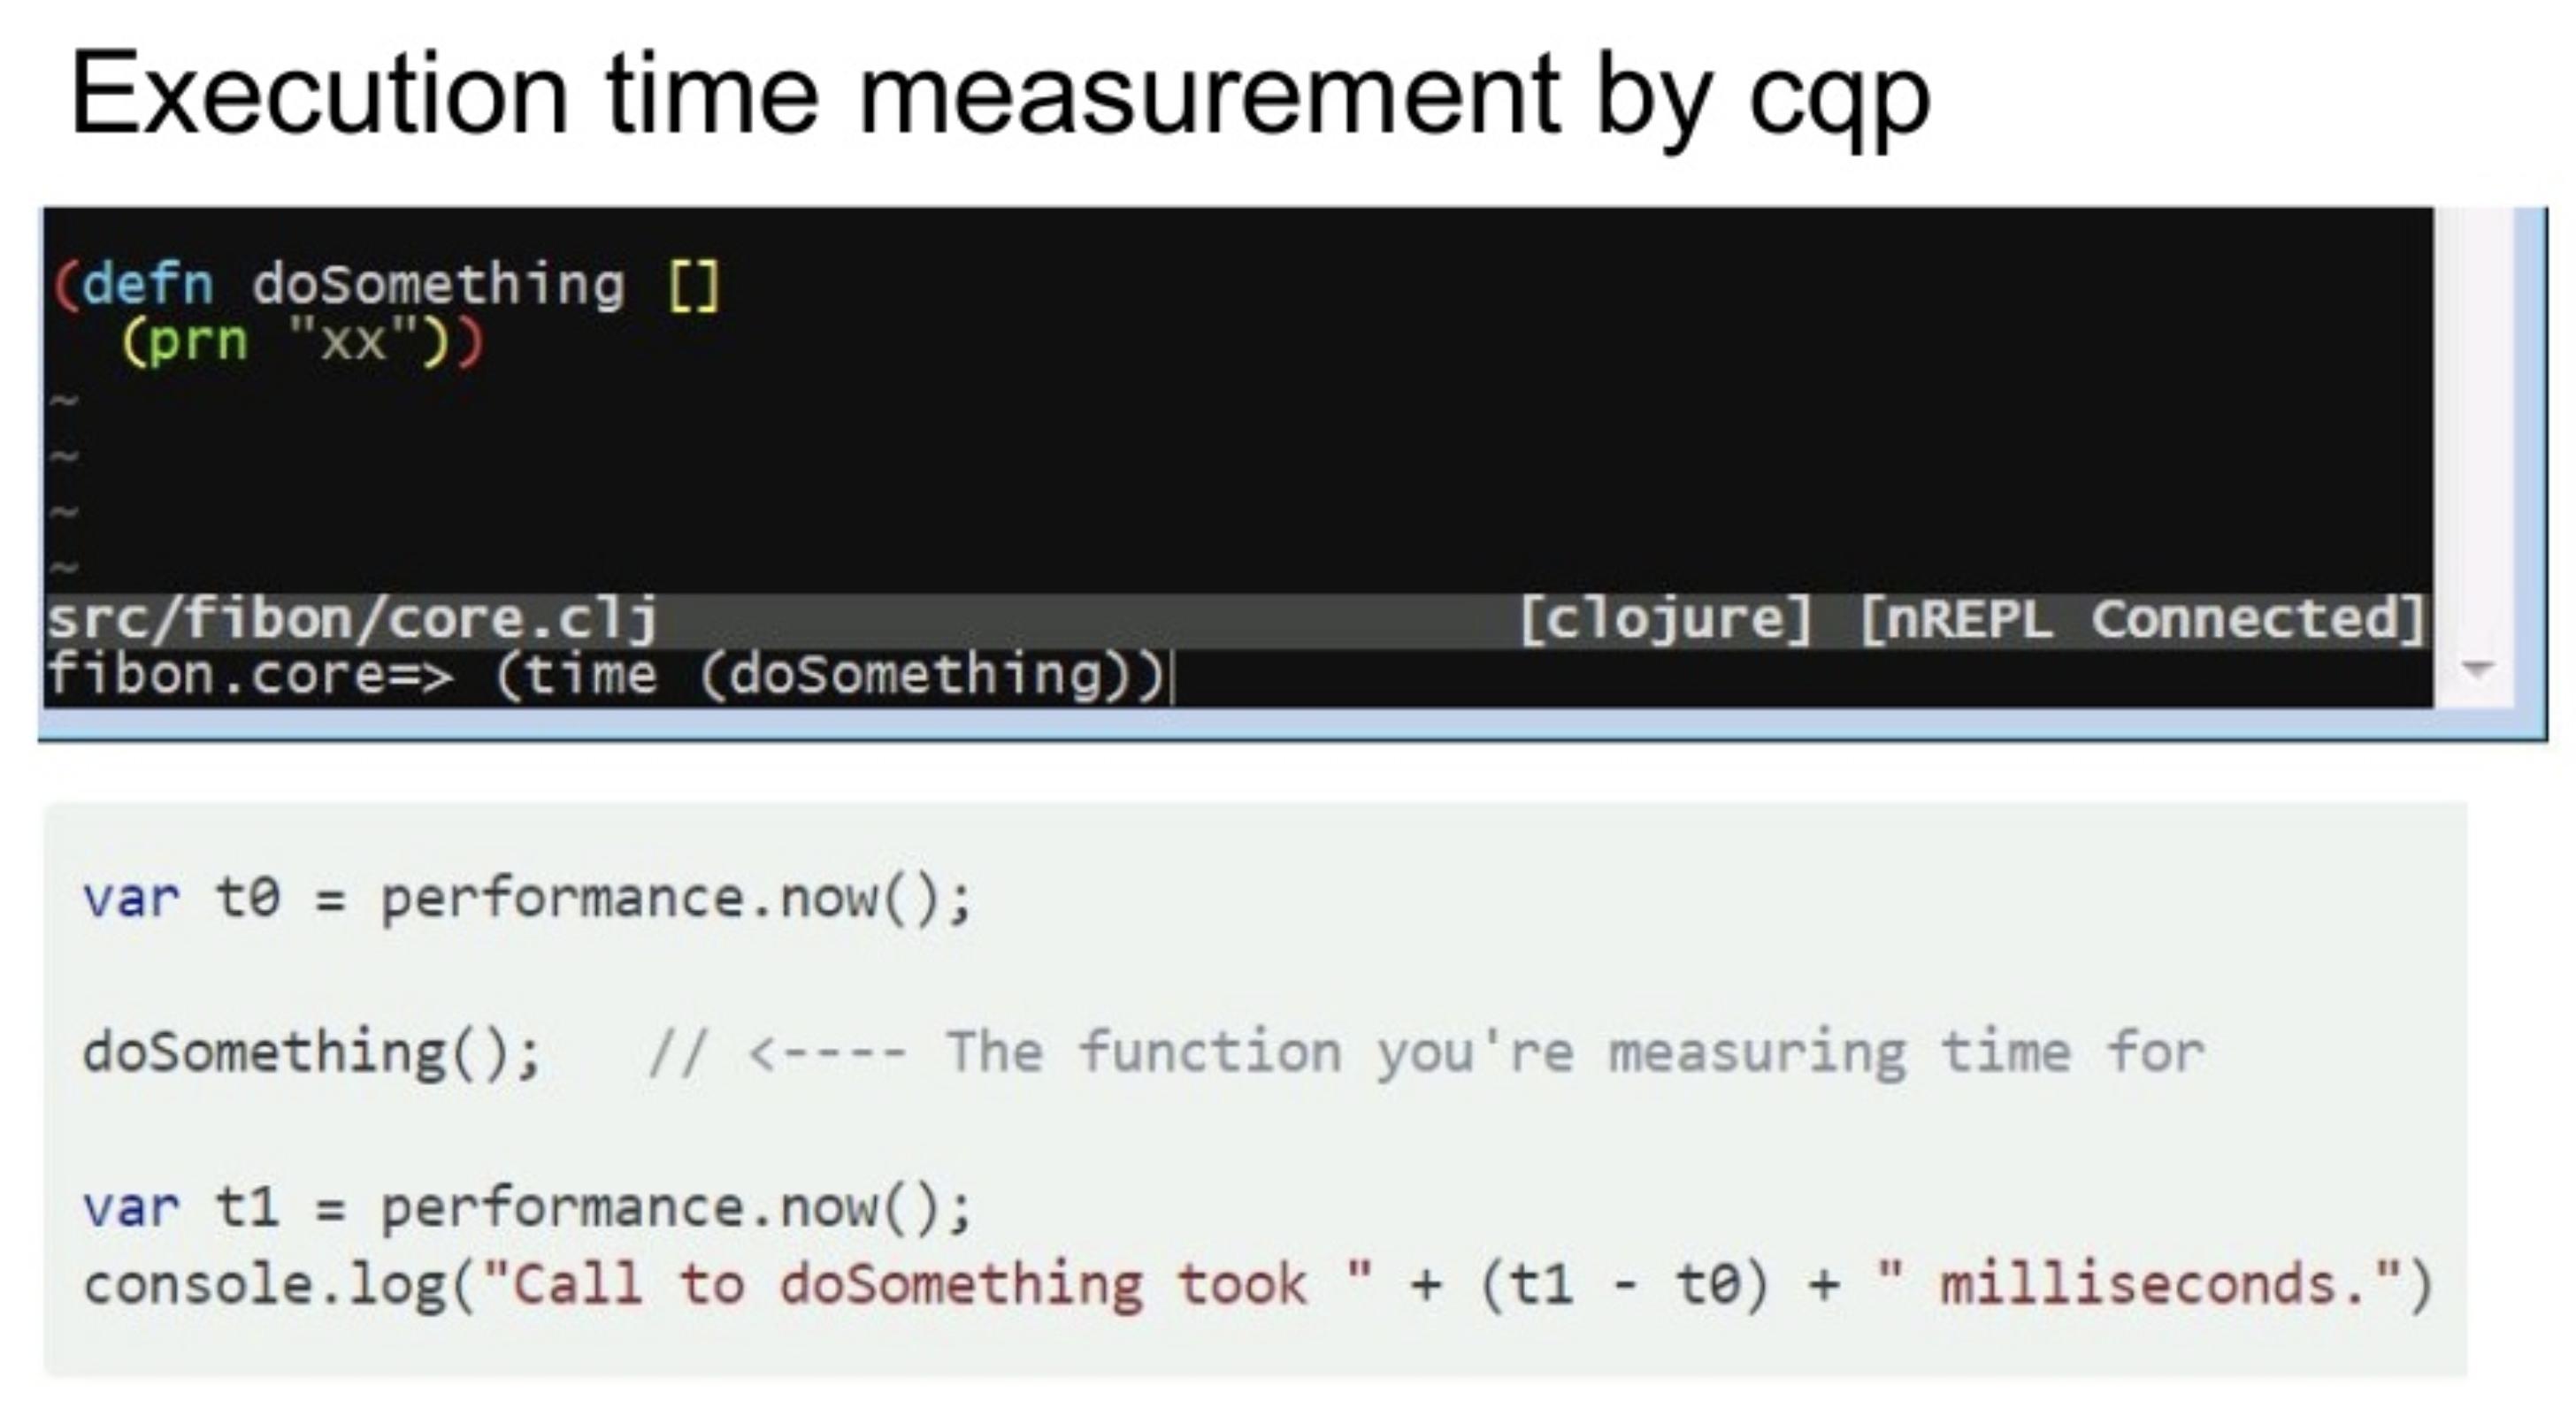 Execution time measurement by cqp
(defn doSomething []
(prn "xx"))
~
~
~
~
src/fibon/core.clj [clojure] [nREPL Connected]
fibon.core=> (time (doSomething))
var t0 = performance.now();
doSomething(); // <---- The function you're measuring time for
var t1 = performance.now();
console.log("Call to doSomething took " + (t1 - t0) + " milliseconds.")